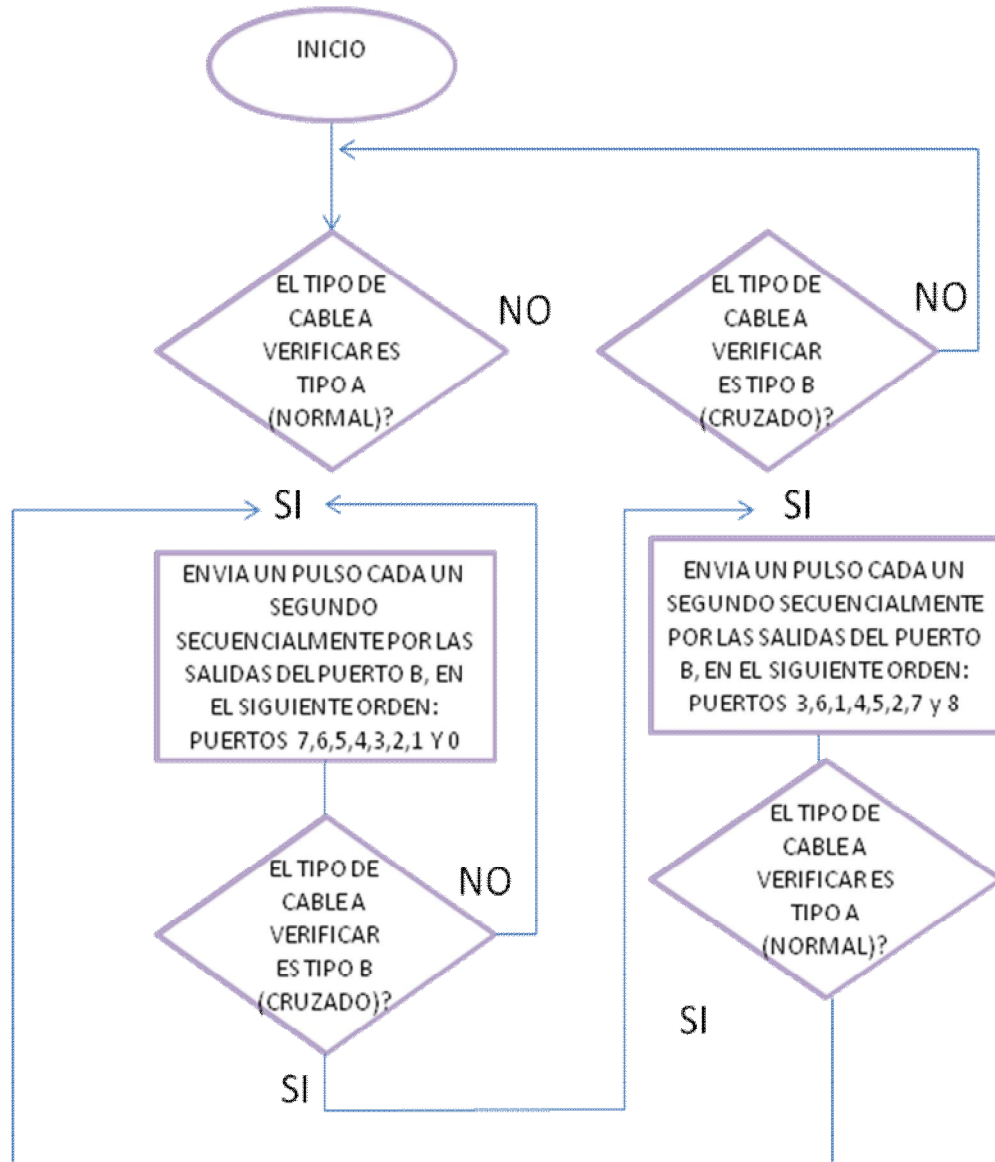 INICIO
EL TIPO DE
CABLE A
VERIFICAR ES
TIPO A
(NORMAL)?
NO
EL TIPO DE
CABLE A
VERIFICAR
ES TIPO B
(CRUZADO)?
NO
SI
SI
ENVIA UN PULSO CADA UN
SEGUNDO
SECUENCIALMENTE POR LAS
SALIDAS DEL PUERTO B, EN
EL SIGUIENTE ORDEN:
PUERTOS 7,6,5,4,3,2,1 Y 0
ENVIA UN PULSO CADA UN
SEGUNDO SECUENCIALMENTE
POR LAS SALIDAS DEL PUERTO
B, EN EL SIGUIENTE ORDEN:
PUERTOS 3,6,1,4,5,2,7 y 8
EL TIPO DE
CABLE A
VERIFICAR
ES TIPO B
(CRUZADO)?
NO
SI
EL TIPO DE
CABLE A
VERIFICAR ES
TIPO A
(NORMAL)?
SI